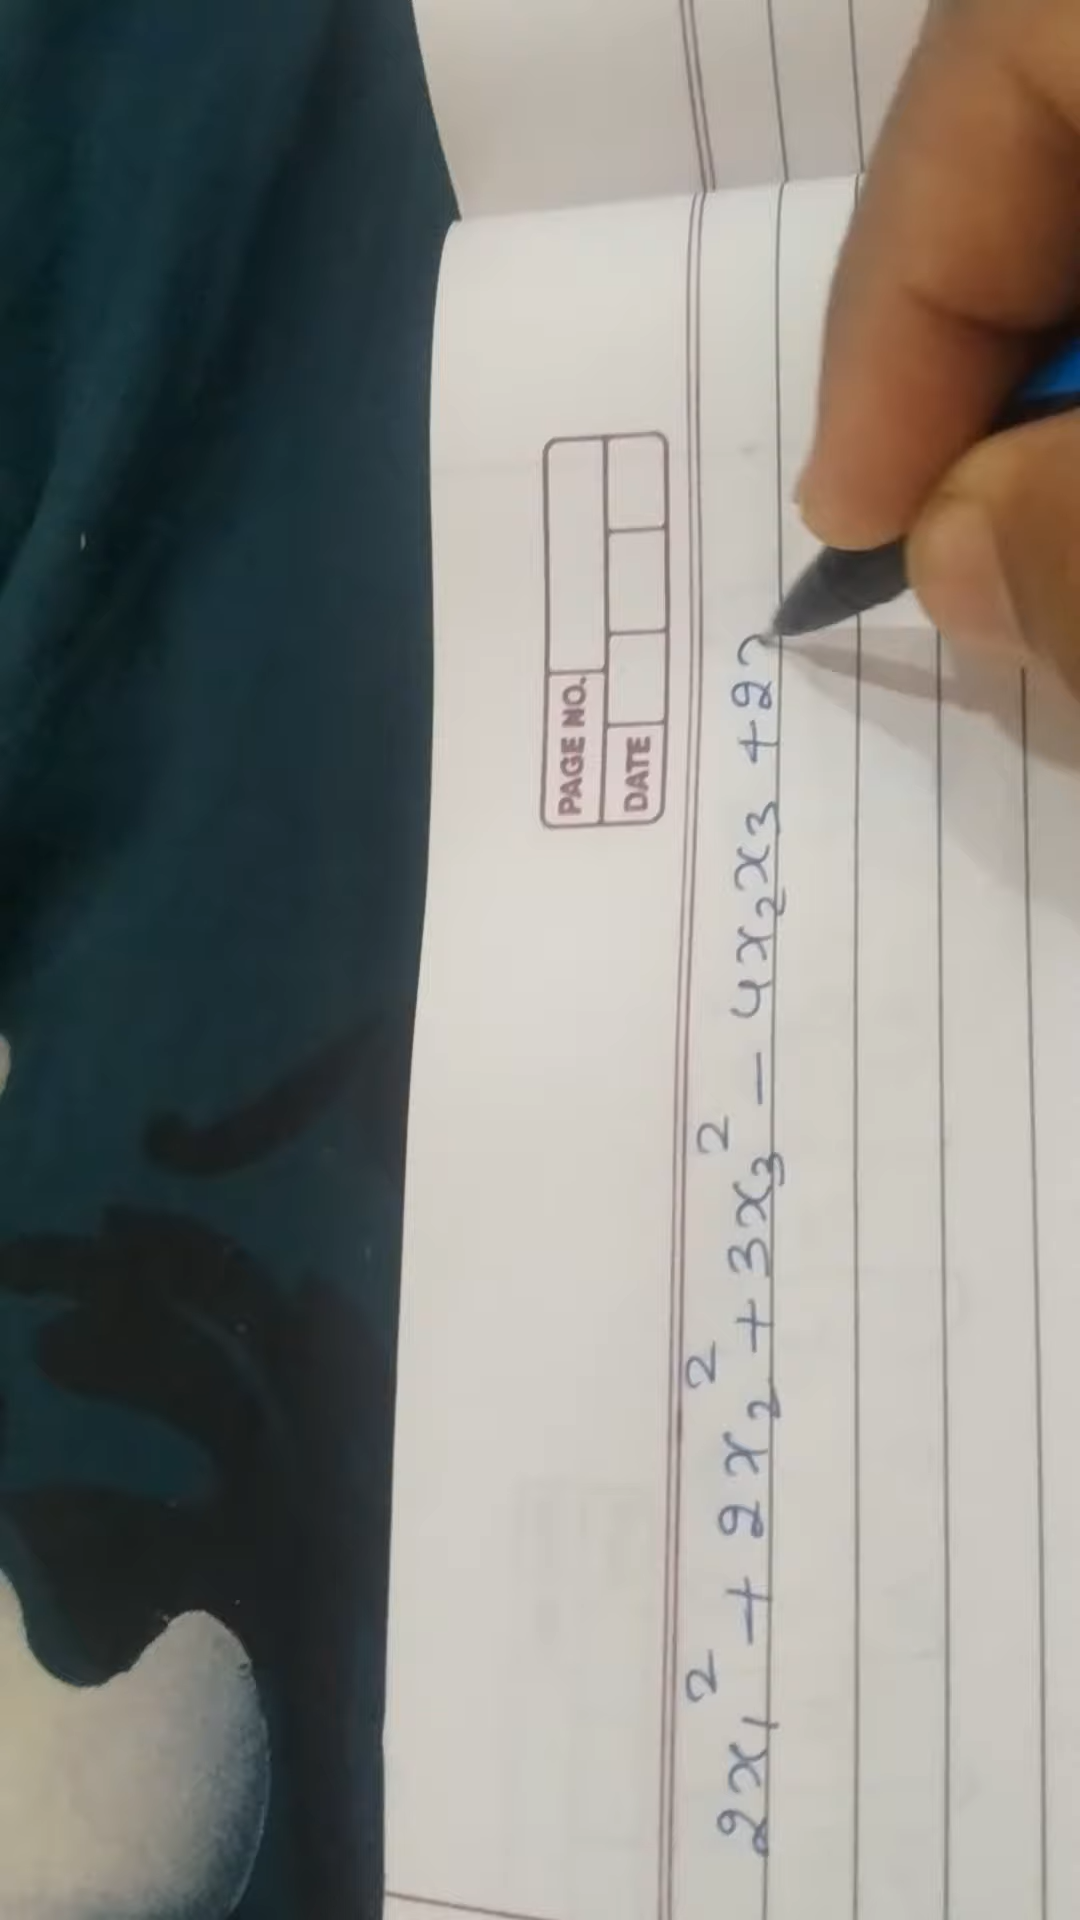 PAGE NO.
DATE
2x₁² + 2x₂² + 3x₃² - 4x₂x₃ + 2